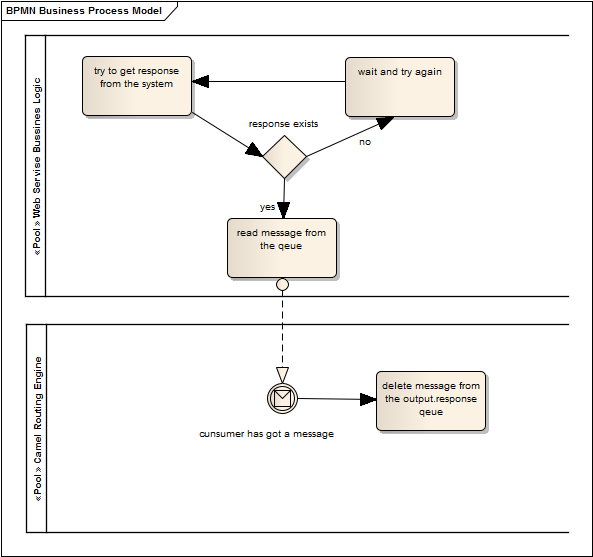 BPMN Business Process Model
«Pool» Web Servise Bussines Logic
try to get response
from the system
wait and try again
response exists
no
yes
read message from
the qeue
«Pool» Camel Routing Engine
delete message from
the output.response
qeue
cunsumer has got a message